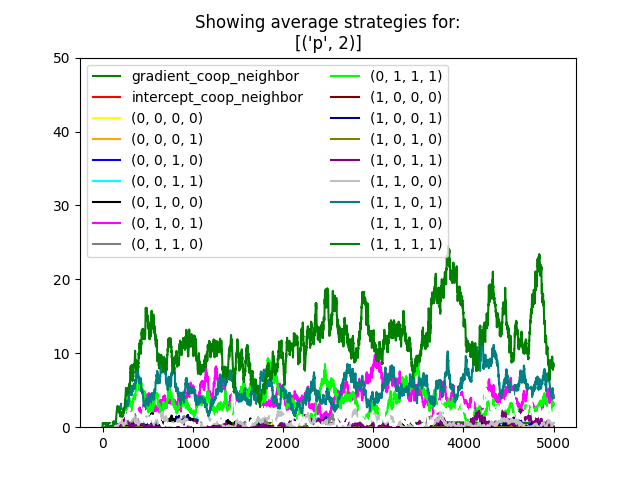 Showing average strategies for:
[('p', 2)]
50
40
30
20
10
0
gradient_coop_neighbor
intercept_coop_neighbor
(0, 0, 0, 0)
(0, 0, 0, 1)
(0, 0, 1, 0)
(0, 0, 1, 1)
(0, 1, 0, 0)
(0, 1, 0, 1)
(0, 1, 1, 0)
(0, 1, 1, 1)
(1, 0, 0, 0)
(1, 0, 0, 1)
(1, 0, 1, 0)
(1, 0, 1, 1)
(1, 1, 0, 0)
(1, 1, 0, 1)
(1, 1, 1, 0)
(1, 1, 1, 1)
0 1000 2000 3000 4000 5000